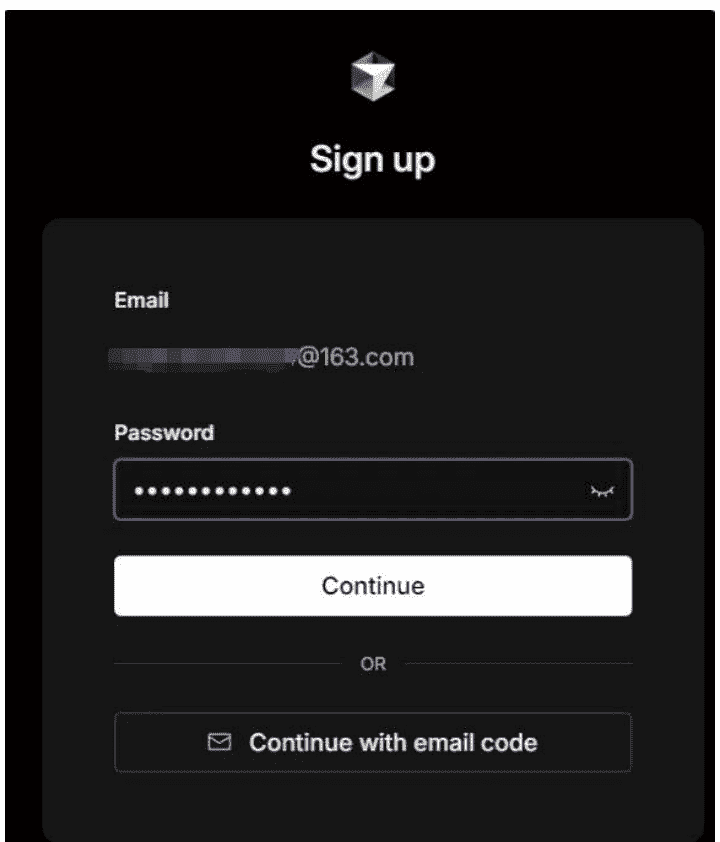 Sign up
Email
@163.com
Password
••••••••••••
Continue
OR
Continue with email code